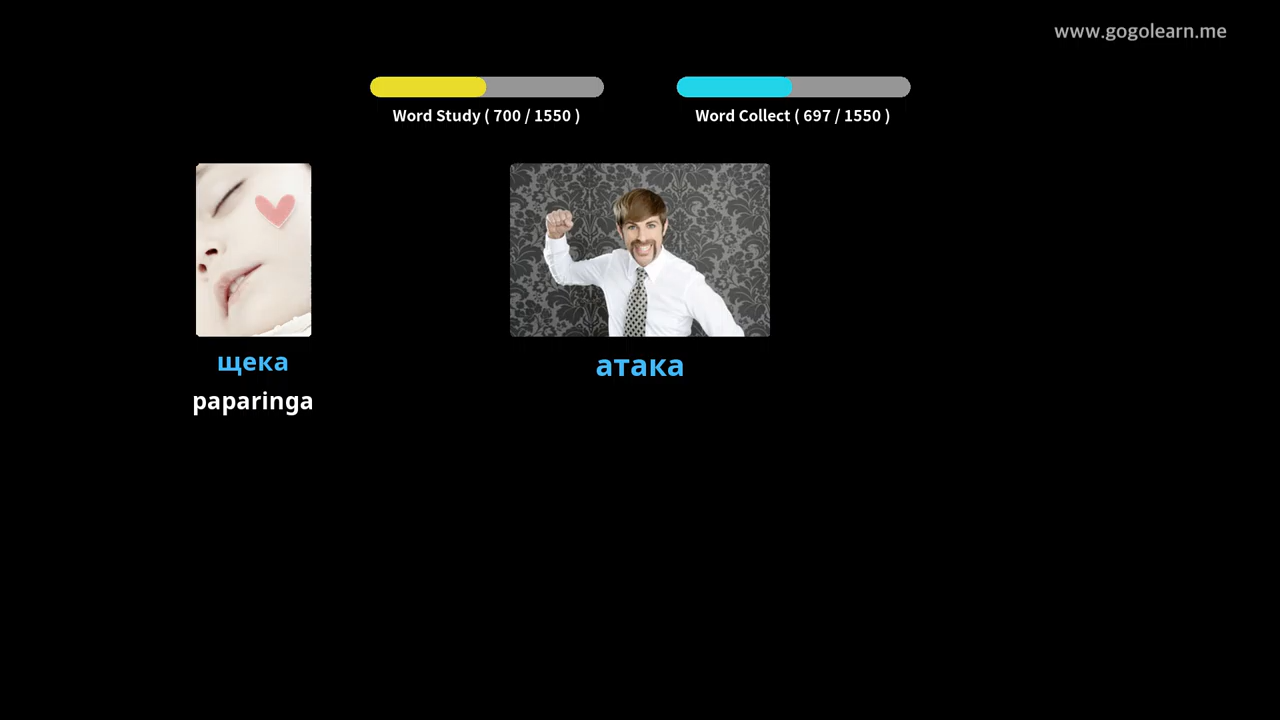 www.gogolearn.me
Word Study ( 700 / 1550 )
Word Collect ( 697 / 1550 )
щека
paparinga
атака